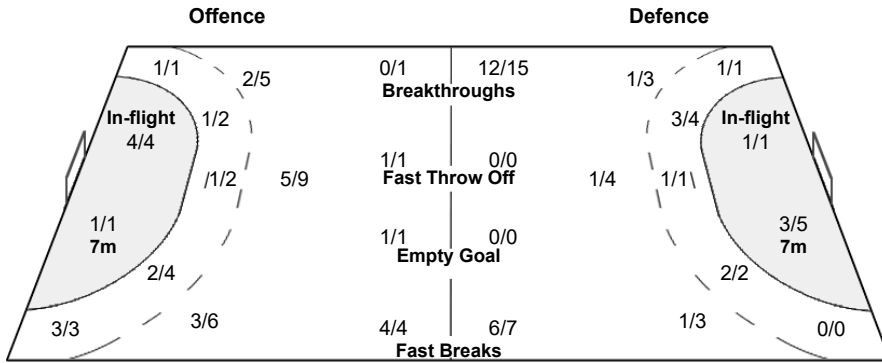 Offence Defence
1/1 2/5 0/1 12/15 1/3 1/1
Breakthroughs
In-flight 1/2 3/4 In-flight
4/4 1/1
1/1 0/0
1/2 5/9 Fast Throw Off 1/4 1/1
1/1 1/1 0/0 3/5
7m Empty Goal 7m
2/4 2/2
3/3 3/6 4/4 6/7 1/3 0/0
Fast Breaks